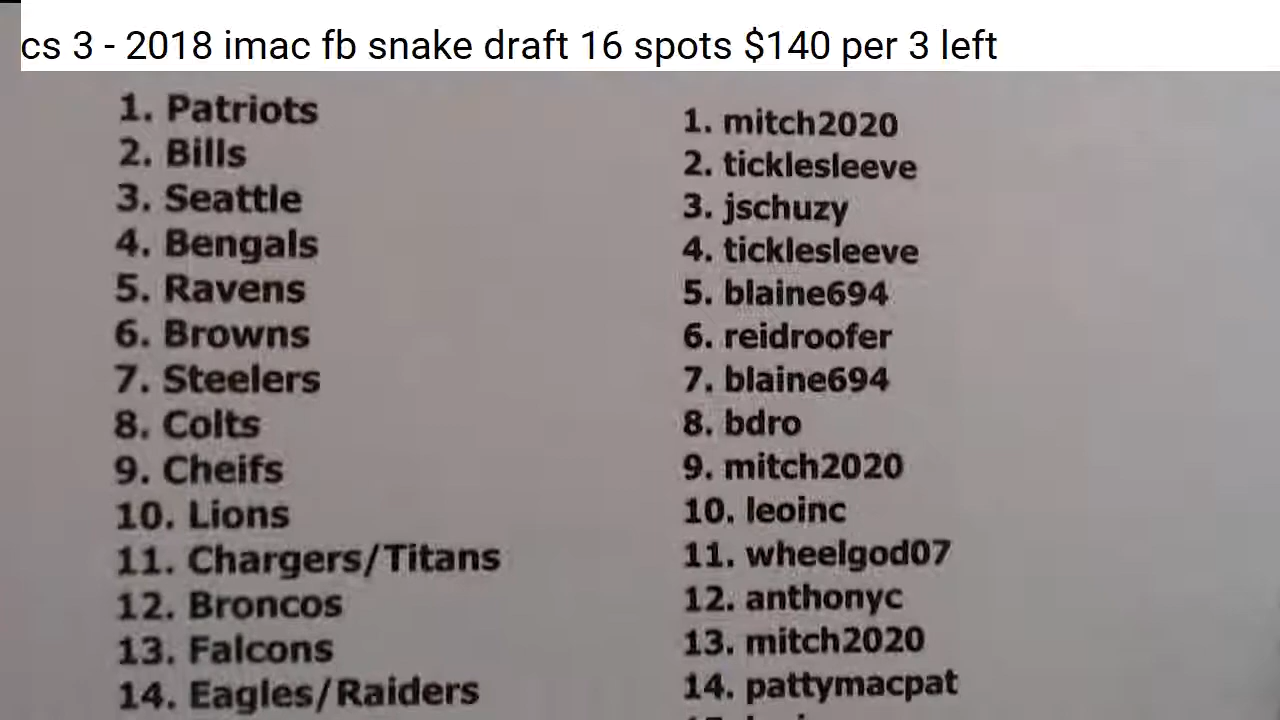 cs 3 - 2018 imac fb snake draft 16 spots $140 per 3 left
1. Patriots
2. Bills
3. Seattle
4. Bengals
5. Ravens
6. Browns
7. Steelers
8. Colts
9. Cheifs
10. Lions
11. Chargers/Titans
12. Broncos
13. Falcons
14. Eagles/Raiders
1. mitch2020
2. ticklesleeve
3. jschuzy
4. ticklesleeve
5. blaine694
6. reidroofer
7. blaine694
8. bdro
9. mitch2020
10. leoinc
11. wheelgod07
12. anthonyc
13. mitch2020
14. pattymacpat